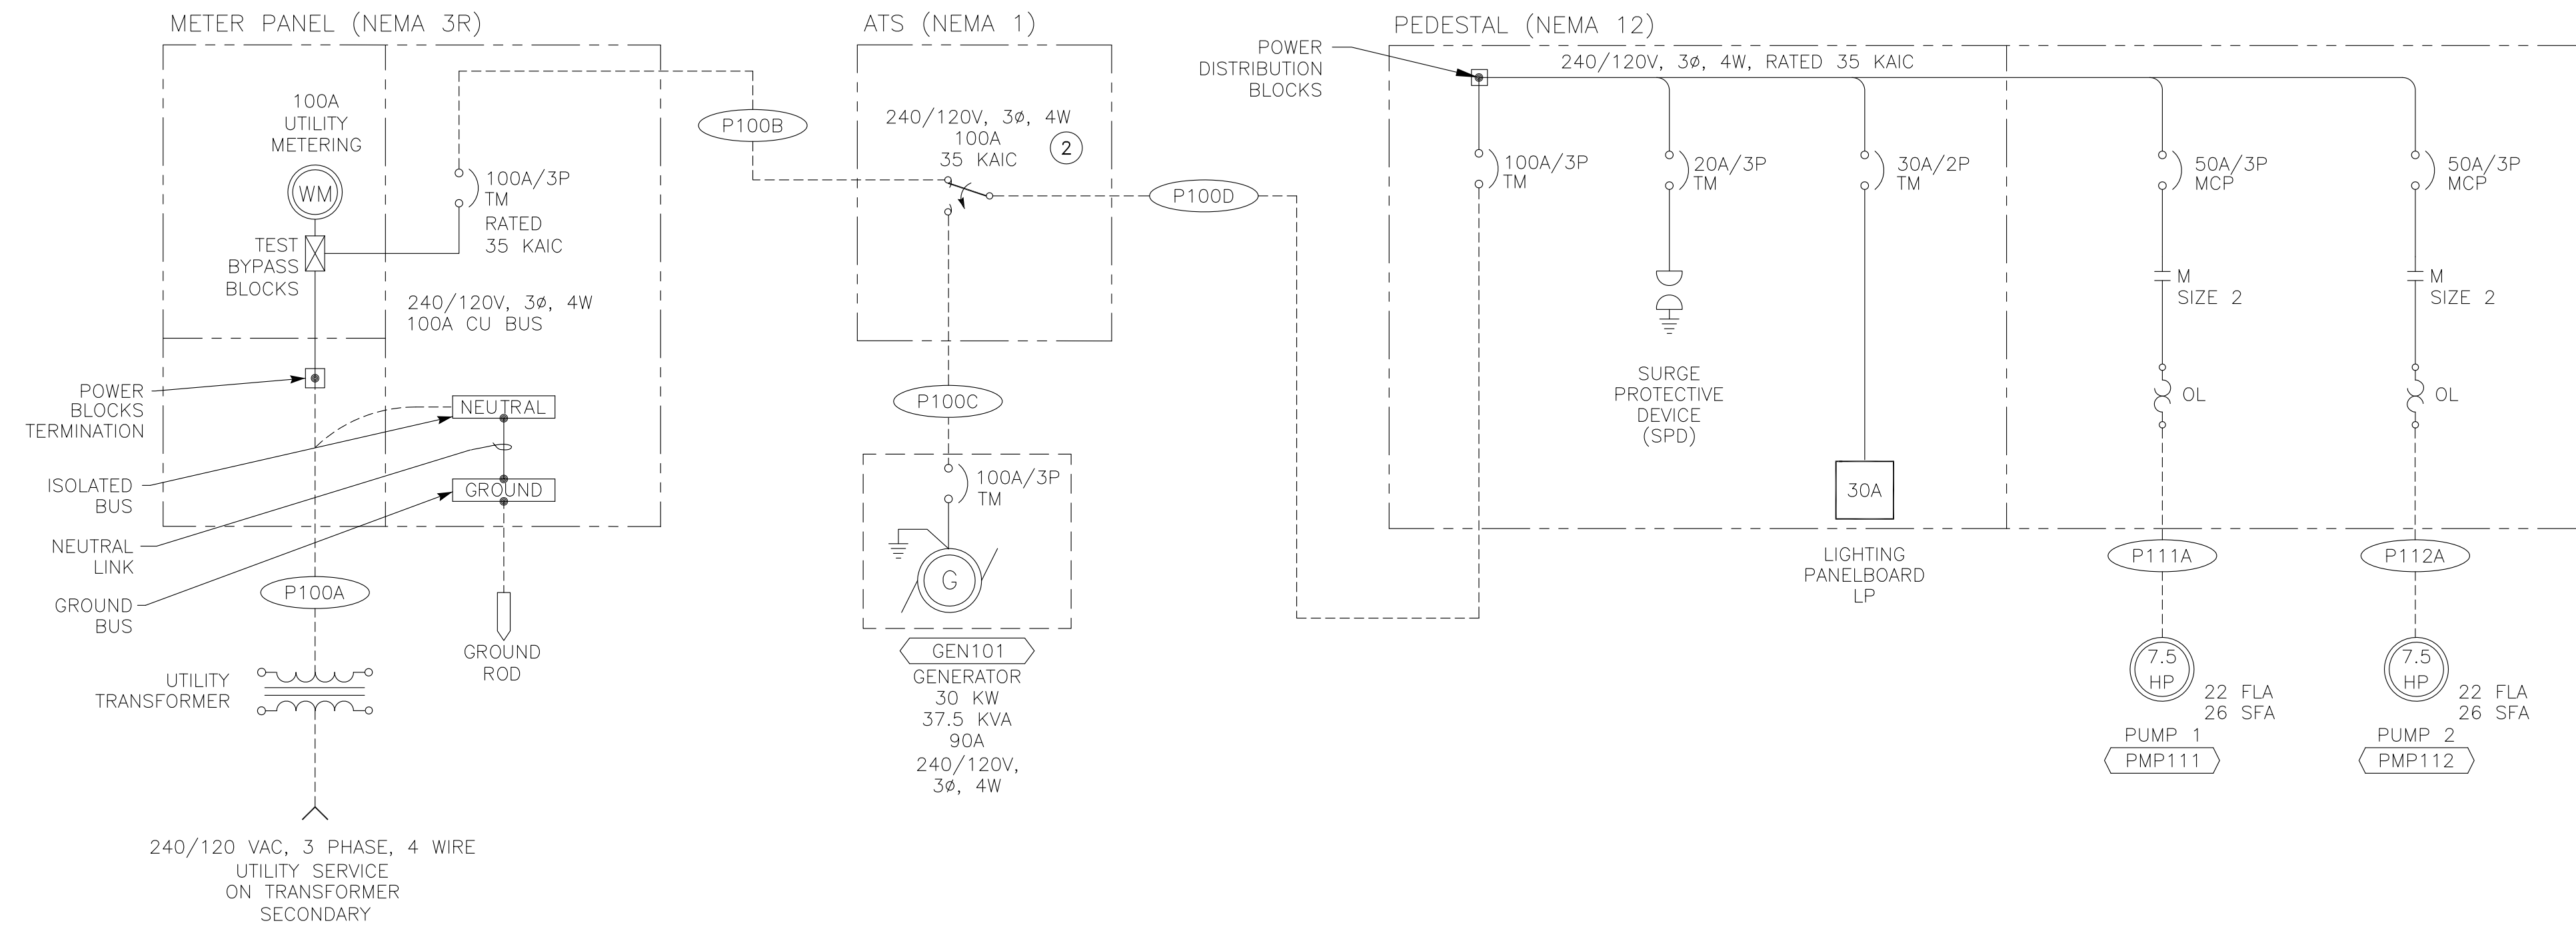 METER PANEL (NEMA 3R)
100A
UTILITY
METERING
WM
TEST
BYPASS
BLOCKS
100A/3P
TM
RATED
35 KAIC
240/120V, 3ø, 4W
100A CU BUS
POWER
BLOCKS
TERMINATION
NEUTRAL
ISOLATED
BUS
GROUND
NEUTRAL
LINK
GROUND
BUS
P100A
GROUND
ROD
UTILITY
TRANSFORMER
240/120 VAC, 3 PHASE, 4 WIRE
UTILITY SERVICE
ON TRANSFORMER
SECONDARY
P100B
ATS (NEMA 1)
240/120V, 3ø, 4W
100A
35 KAIC
2
P100C
100A/3P
TM
G
GEN101
GENERATOR
30 KW
37.5 KVA
90A
240/120V,
3ø, 4W
P100D
PEDESTAL (NEMA 12)
POWER
DISTRIBUTION
BLOCKS
240/120V, 3ø, 4W, RATED 35 KAIC
100A/3P
TM
20A/3P
TM
SURGE
PROTECTIVE
DEVICE
(SPD)
30A/2P
TM
30A
LIGHTING
PANELBOARD
LP
50A/3P
MCP
M
SIZE 2
OL
P111A
7.5
HP
22 FLA
26 SFA
PUMP 1
PMP111
50A/3P
MCP
M
SIZE 2
OL
P112A
7.5
HP
22 FLA
26 SFA
PUMP 2
PMP112